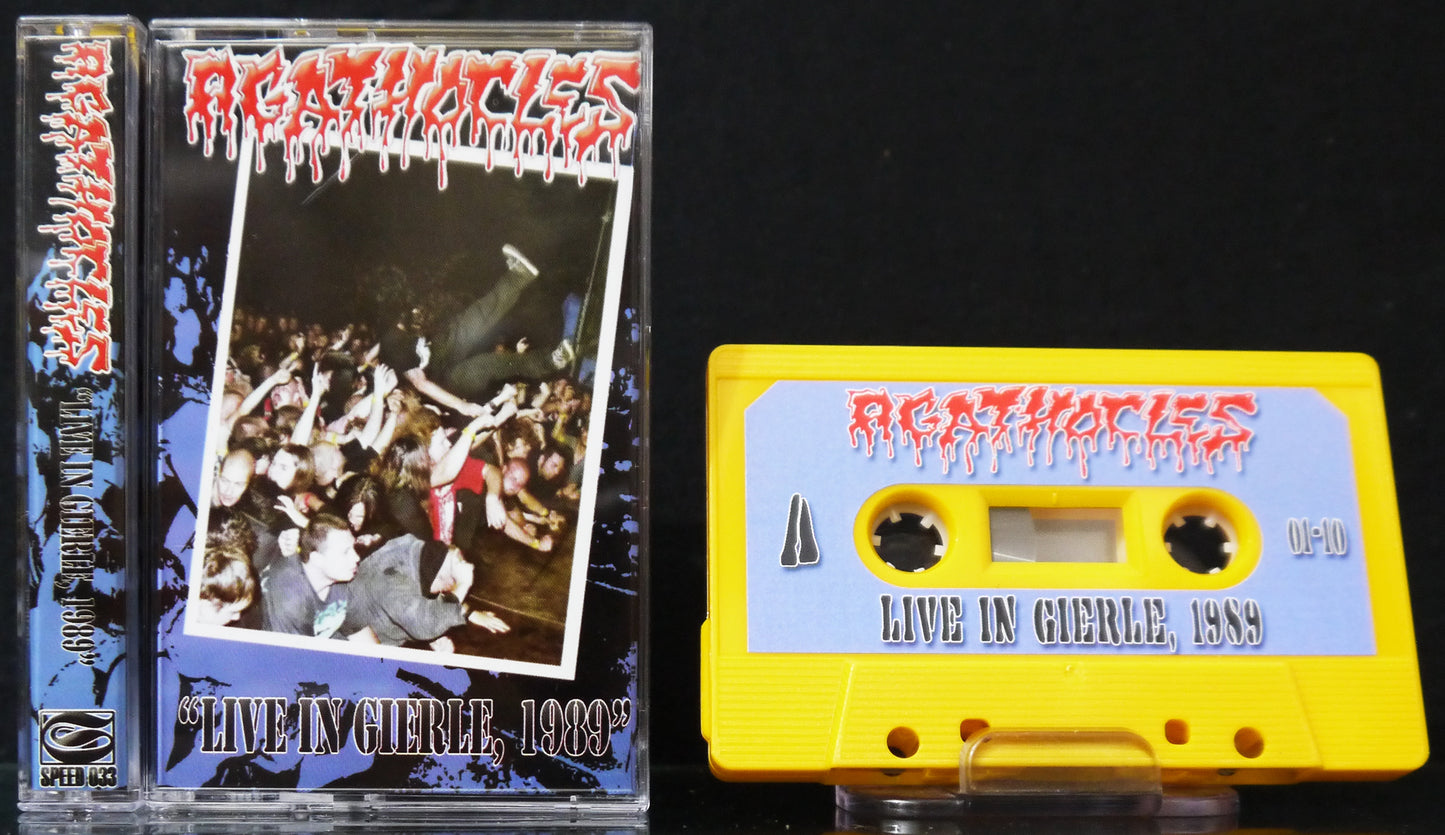 AGATHOCLES
"LIVE IN GIERLE, 1989"
SPEED 033
AGATHOCLES
"LIVE IN GIERLE, 1989"
AGATHOCLES
A
01-10
LIVE IN GIERLE, 1989